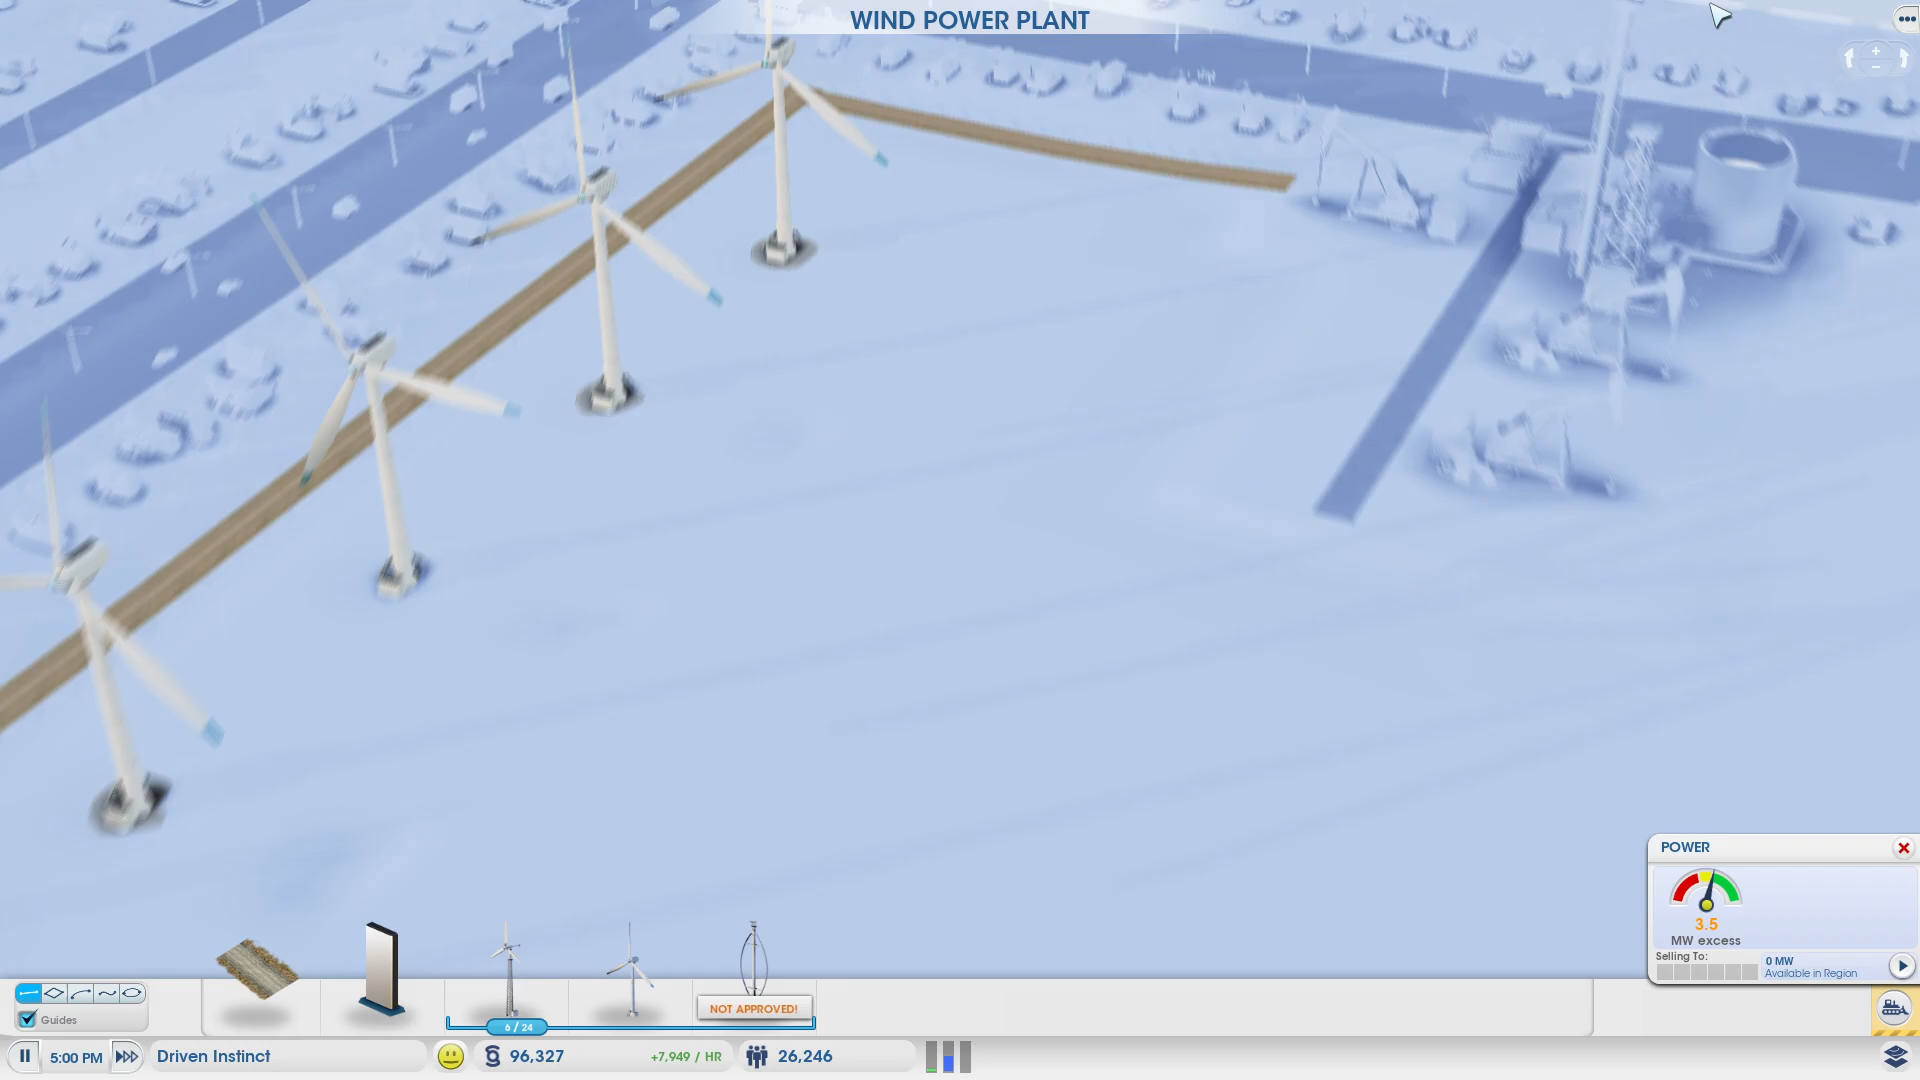 WIND POWER PLANT
POWER
3.5
MW excess
Selling To:
0 MW
Available in Region
NOT APPROVED!
Guides
6 / 24
5:00 PM
Driven Instinct
96,327
+7,949 / HR
26,246